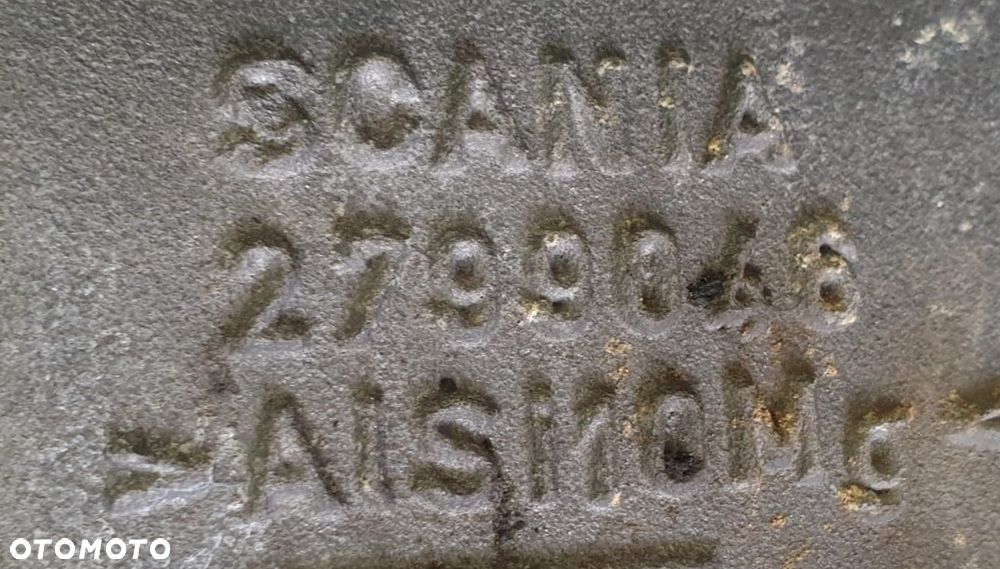 SCANIA
2799046
>AlSi10Mg<
OTOMOTO